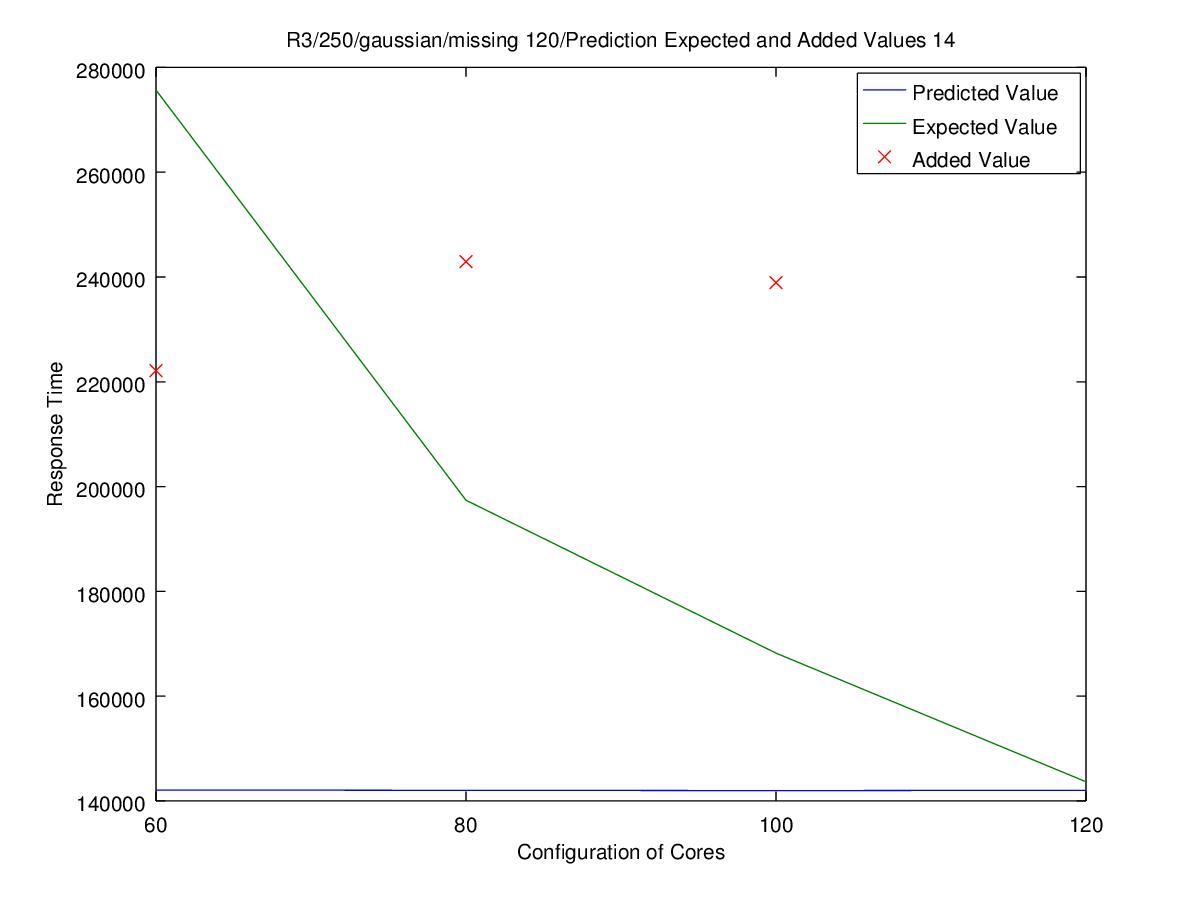 R3/250/gaussian/missing 120/Prediction Expected and Added Values 14
280000
260000
240000
220000
200000
180000
160000
140000
Response Time
Predicted Value
Expected Value
Added Value
60 80 100 120
Configuration of Cores